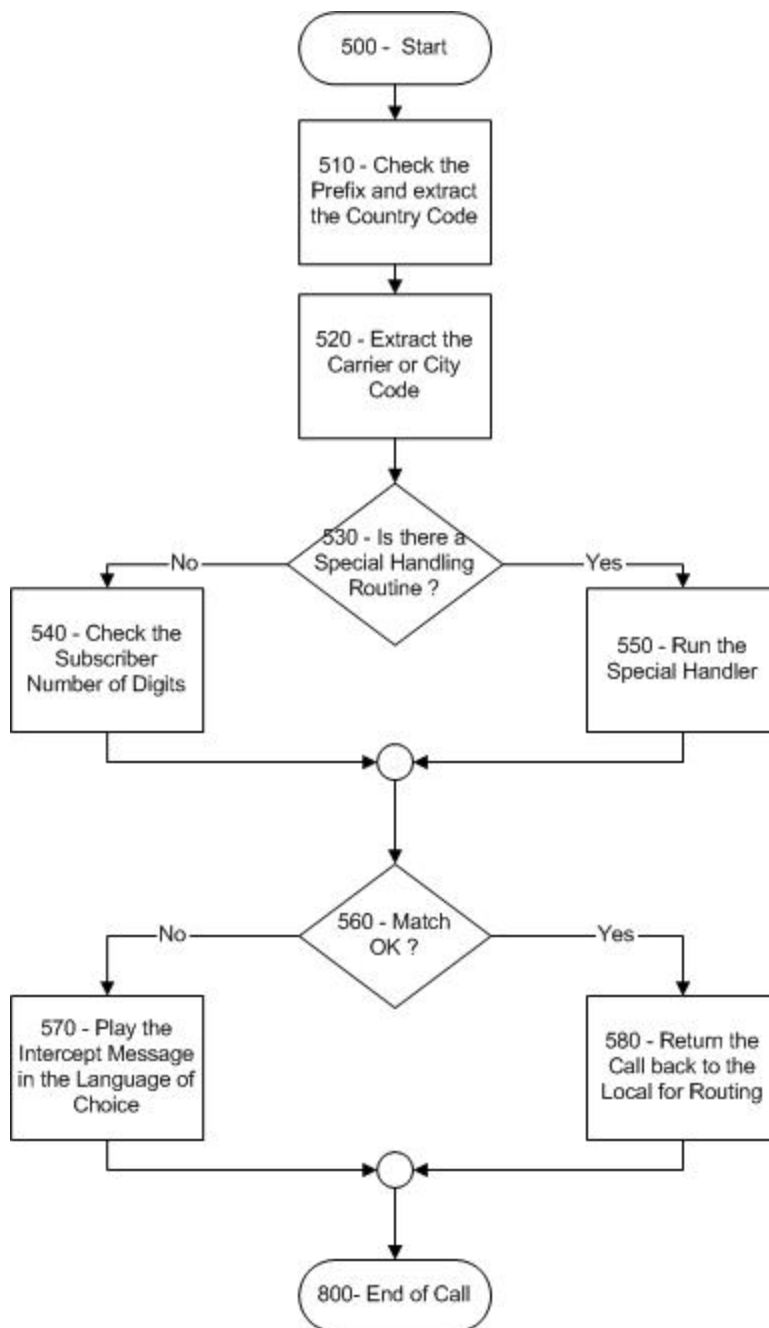 500 - Start
510 - Check the
Prefix and extract
the Country Code
520 - Extract the
Carrier or City
Code
530 - Is there a
Special Handling
Routine ?
No
Yes
540 - Check the
Subscriber
Number of Digits
550 - Run the
Special Handler
560 - Match
OK ?
No
Yes
570 - Play the
Intercept Message
in the Language of
Choice
580 - Return the
Call back to the
Local for Routing
800- End of Call